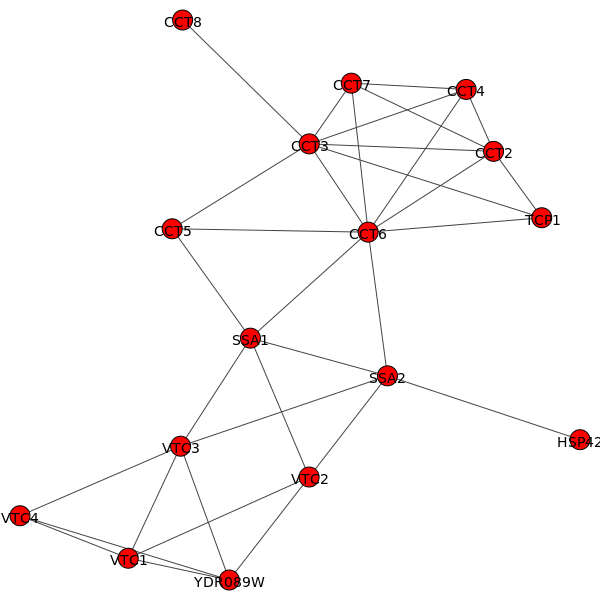 CCT8
CCT7
CCT4
CCT3
CCT2
TCP1
CCT5
CCT6
SSA1
SSA2
HSP42
VTC3
VTC2
VTC4
VTC1
YDR089W